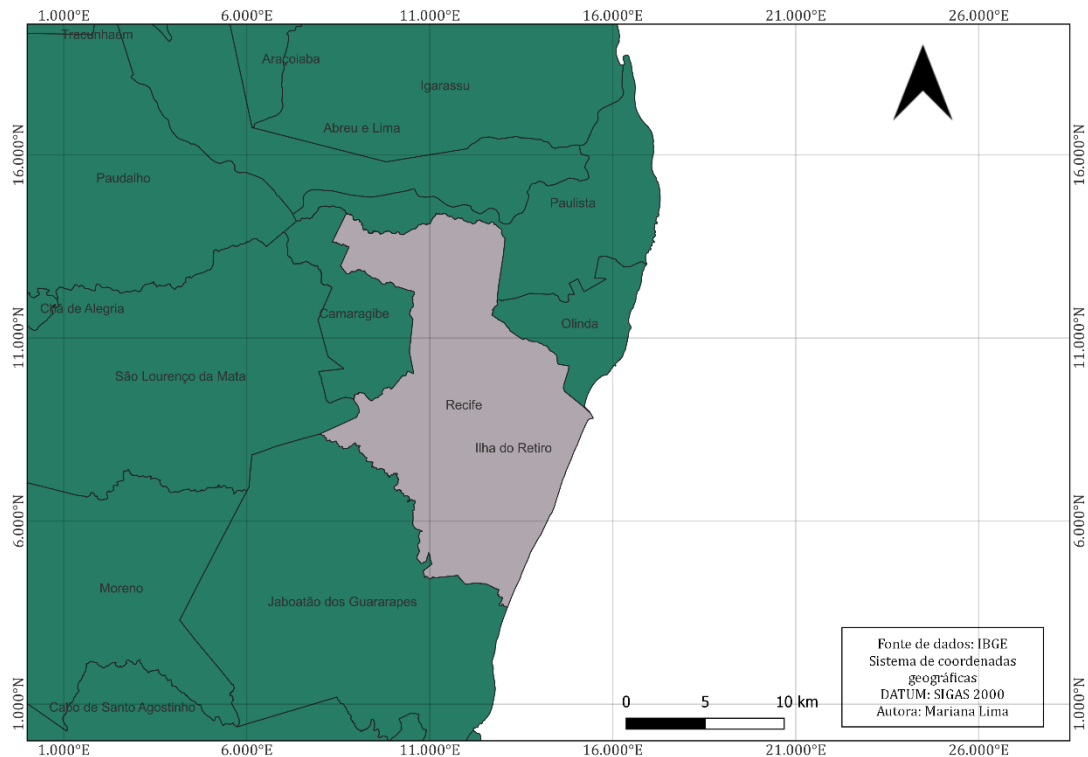 1.000°E 6.000°E 11.000°E 16.000°E 21.000°E 26.000°E
Tracunhaém
Araçoiaba
Igarassu
Abreu e Lima
16.000°N 16.000°N
Paudalho
Paulista
Chã de Alegria
Camaragibe
Olinda
11.000°N 11.000°N
São Lourenço da Mata
Recife
Ilha do Retiro
6.000°N 6.000°N
Moreno
Jaboatão dos Guararapes
Fonte de dados: IBGE
Sistema de coordenadas
geográficas
DATUM: SIGAS 2000
Autora: Mariana Lima
0 5 10 km
Cabo de Santo Agostinho
1.000°N 1.000°N
1.000°E 6.000°E 11.000°E 16.000°E 21.000°E 26.000°E